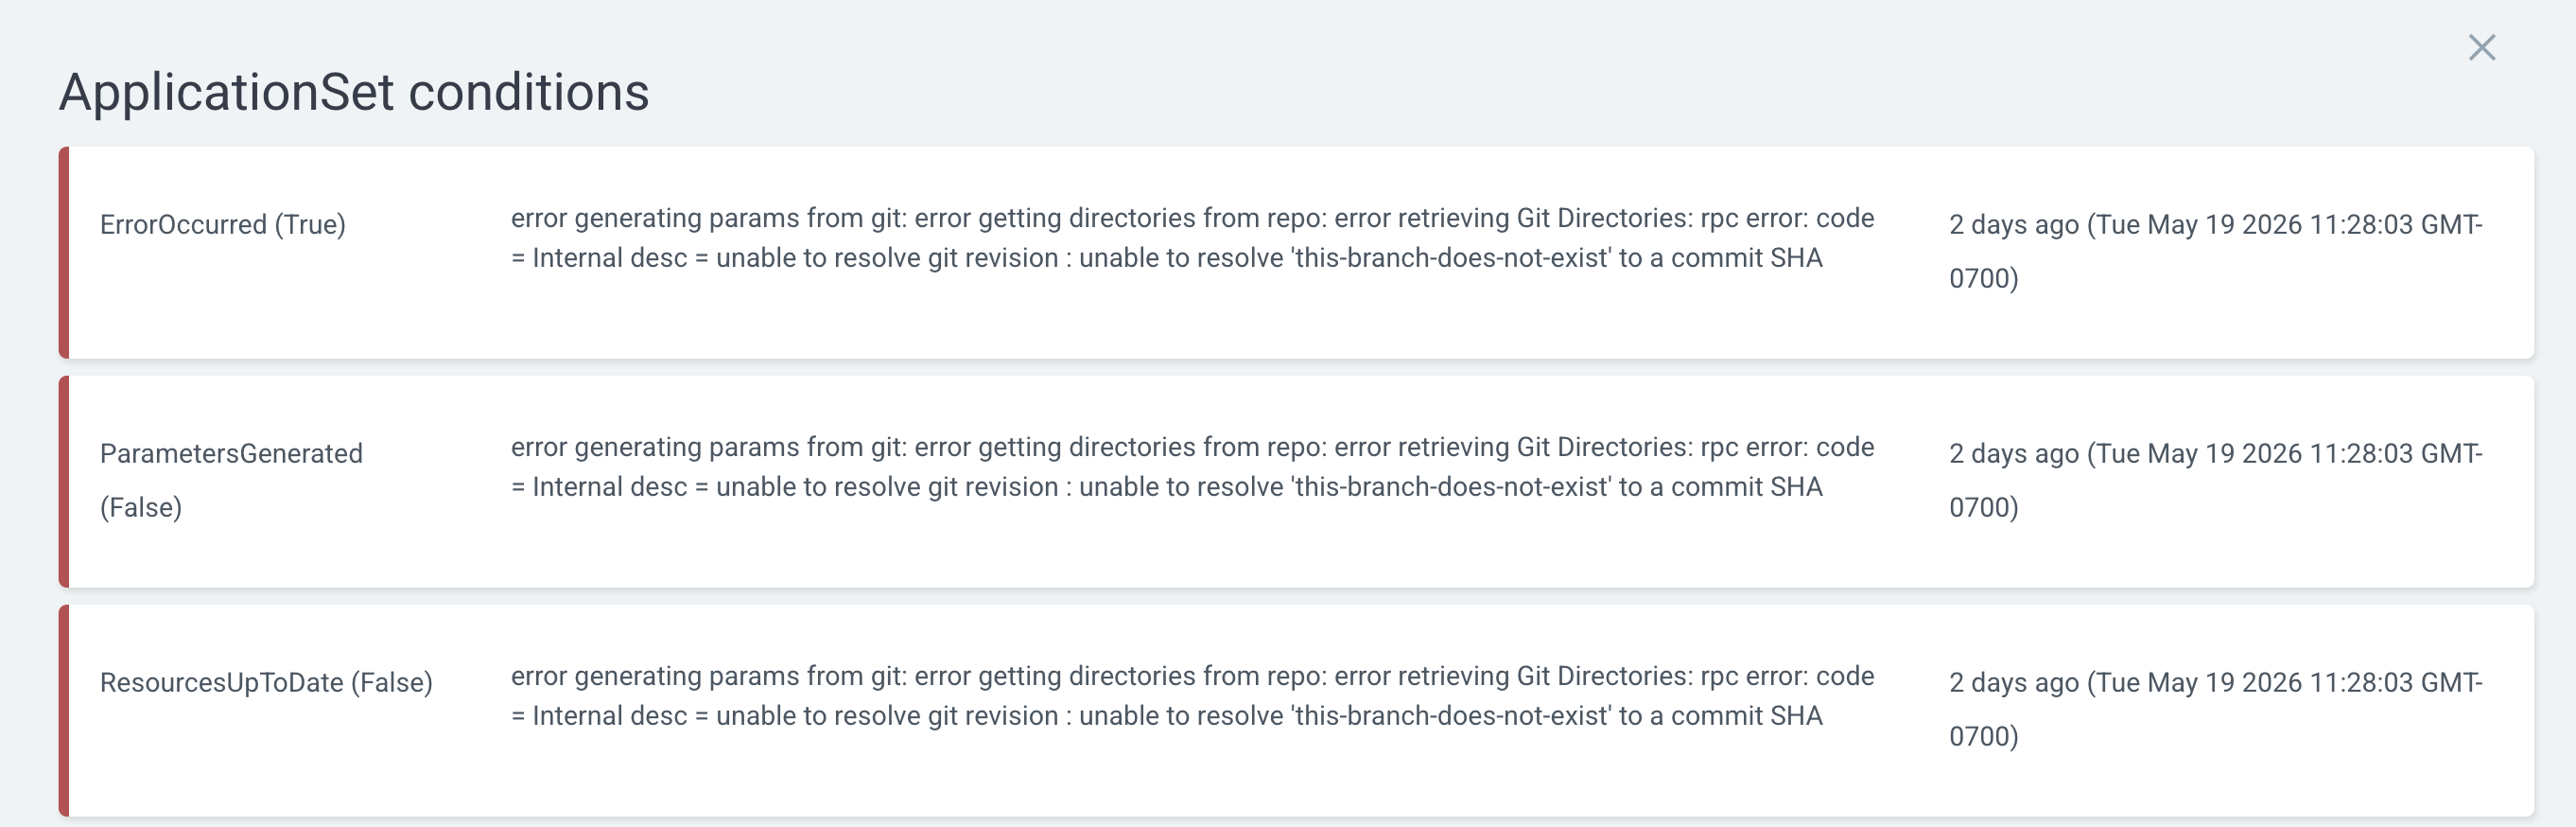 ApplicationSet conditions
ErrorOccurred (True)
error generating params from git: error getting directories from repo: error retrieving Git Directories: rpc error: code
= Internal desc = unable to resolve git revision : unable to resolve 'this-branch-does-not-exist' to a commit SHA
2 days ago (Tue May 19 2026 11:28:03 GMT-
0700)
ParametersGenerated
(False)
error generating params from git: error getting directories from repo: error retrieving Git Directories: rpc error: code
= Internal desc = unable to resolve git revision : unable to resolve 'this-branch-does-not-exist' to a commit SHA
2 days ago (Tue May 19 2026 11:28:03 GMT-
0700)
ResourcesUpToDate (False)
error generating params from git: error getting directories from repo: error retrieving Git Directories: rpc error: code
= Internal desc = unable to resolve git revision : unable to resolve 'this-branch-does-not-exist' to a commit SHA
2 days ago (Tue May 19 2026 11:28:03 GMT-
0700)